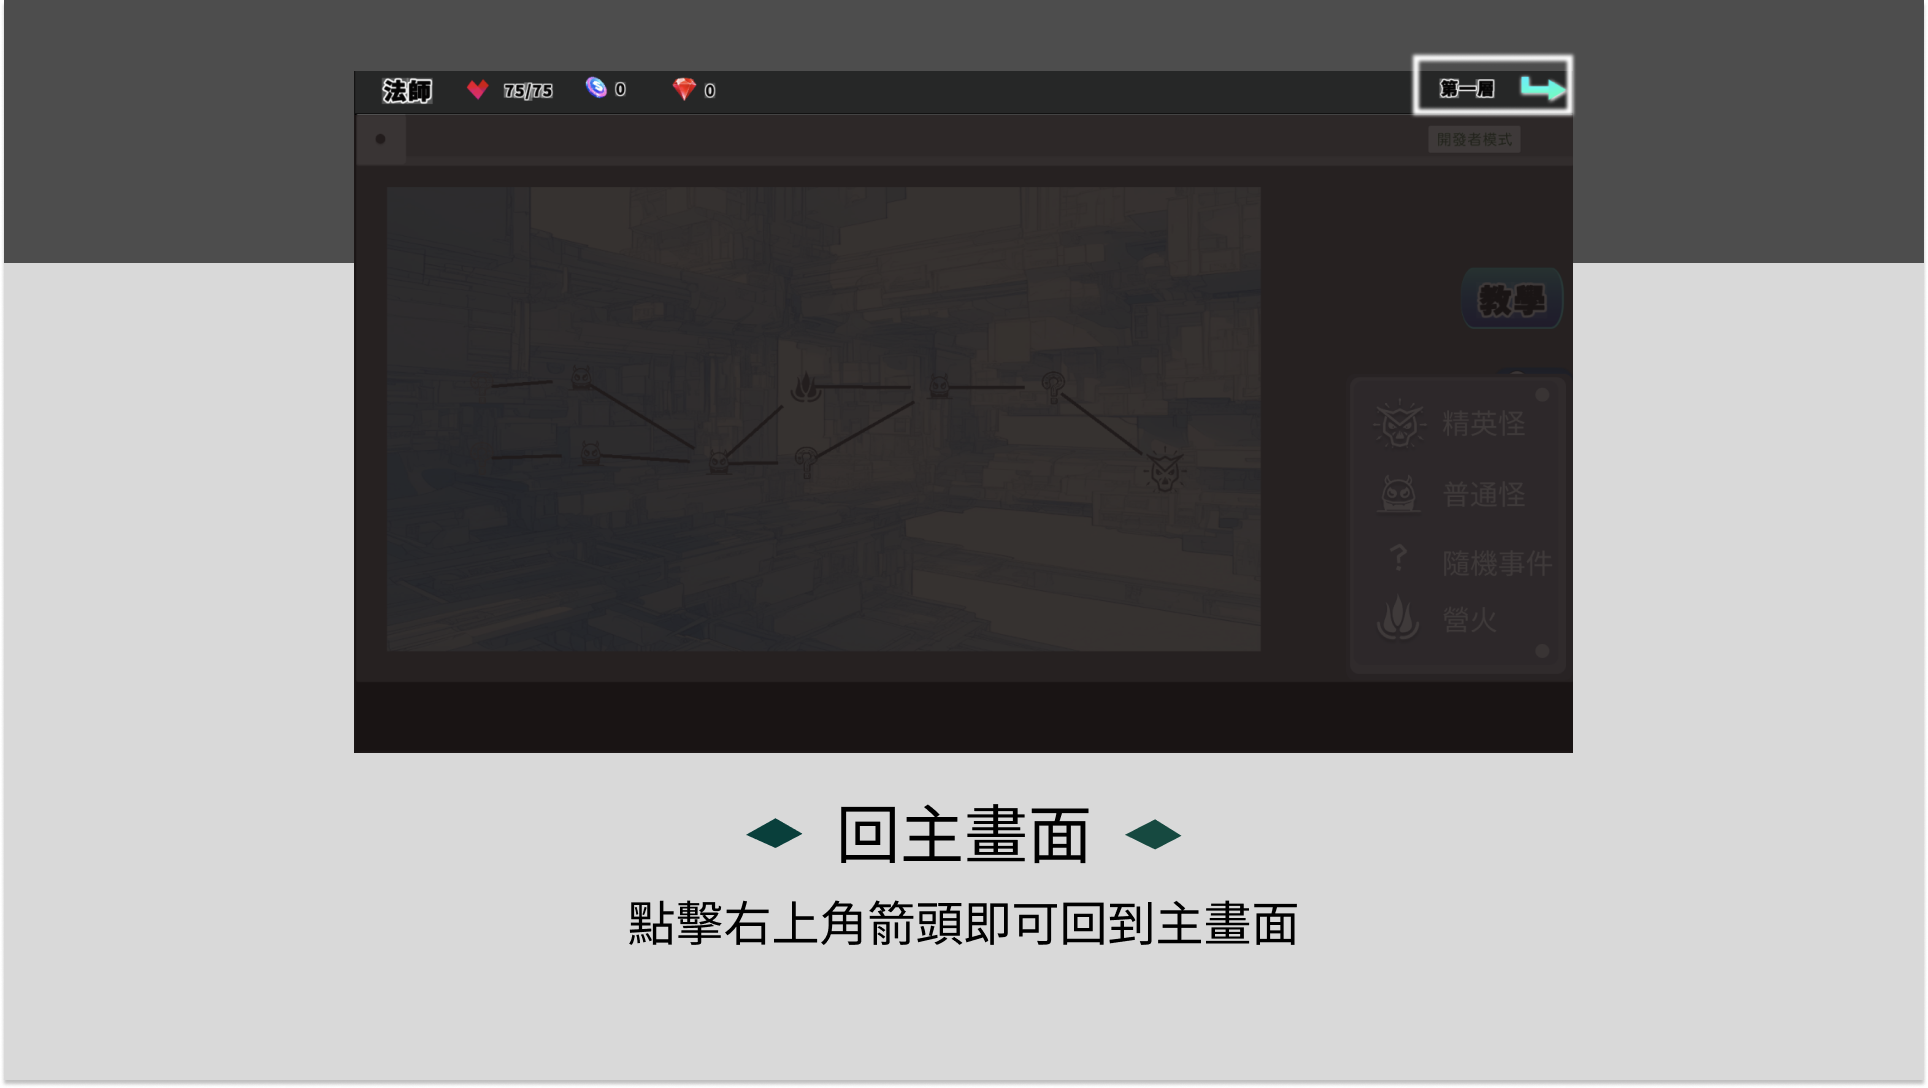 法師 75/75 0 0 第一層
開發者模式
教學
精英怪
普通怪
?
隨機事件
營火
回主畫面
點擊右上角箭頭即可回到主畫面